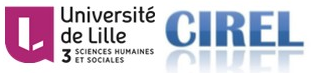 Université
de Lille
3 SCIENCES HUMAINES
ET SOCIALES
CIREL